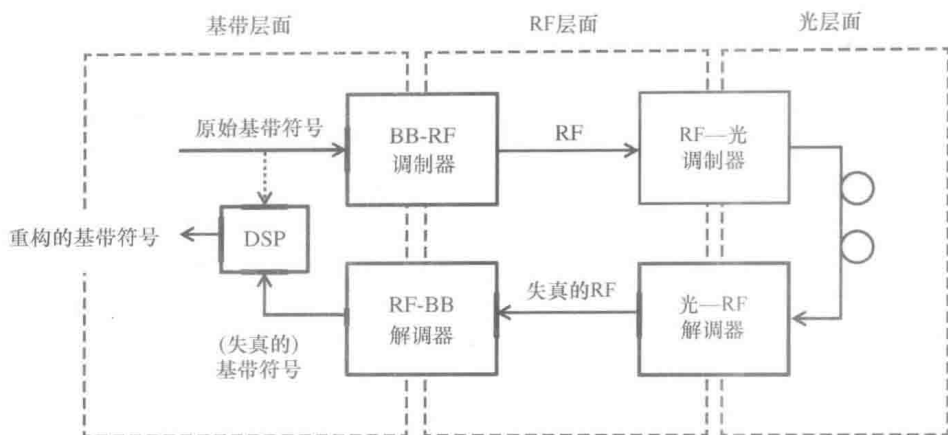 基带层面
RF层面
光层面
原始基带符号
BB-RF
调制器
RF
RF—光
调制器
重构的基带符号
DSP
(失真的)
基带符号
RF-BB
解调器
失真的RF
光—RF
解调器